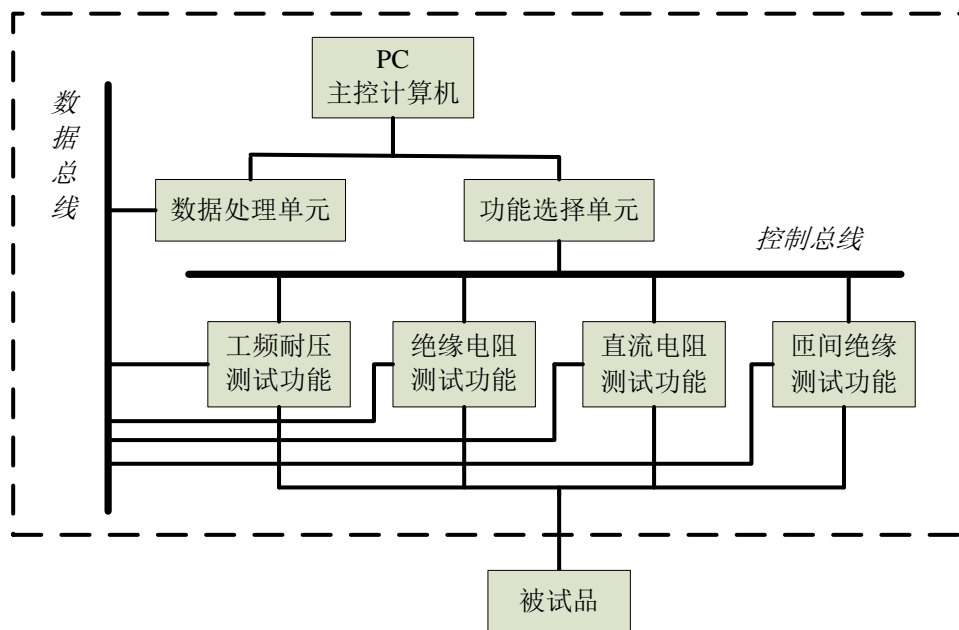 PC
主控计算机
数据总线
数据处理单元
功能选择单元
控制总线
工频耐压
测试功能
绝缘电阻
测试功能
直流电阻
测试功能
匝间绝缘
测试功能
被试品